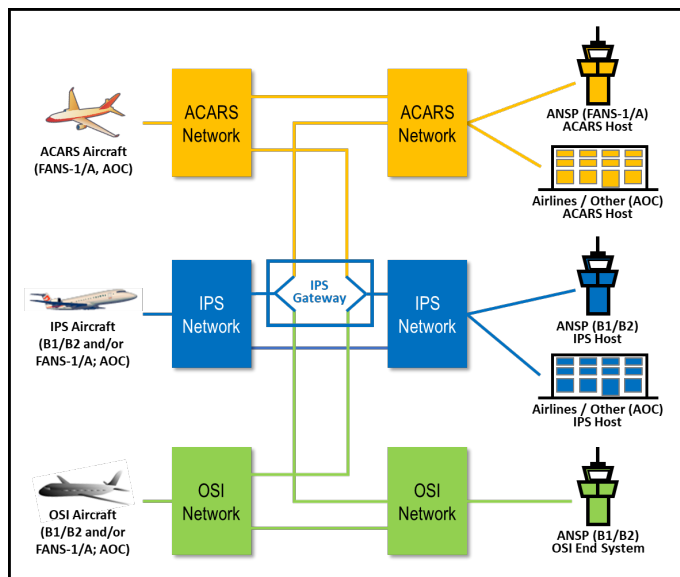 ACARS Aircraft
(FANS-1/A, AOC)
ACARS
Network
ACARS
Network
ANSP (FANS-1/A)
ACARS Host
Airlines / Other (AOC)
ACARS Host
IPS Aircraft
(B1/B2 and/or
FANS-1/A; AOC)
IPS
Network
IPS
Gateway
IPS
Network
ANSP (B1/B2)
IPS Host
Airlines / Other (AOC)
IPS Host
OSI Aircraft
(B1/B2 and/or
FANS-1/A; AOC)
OSI
Network
OSI
Network
ANSP (B1/B2)
OSI End System